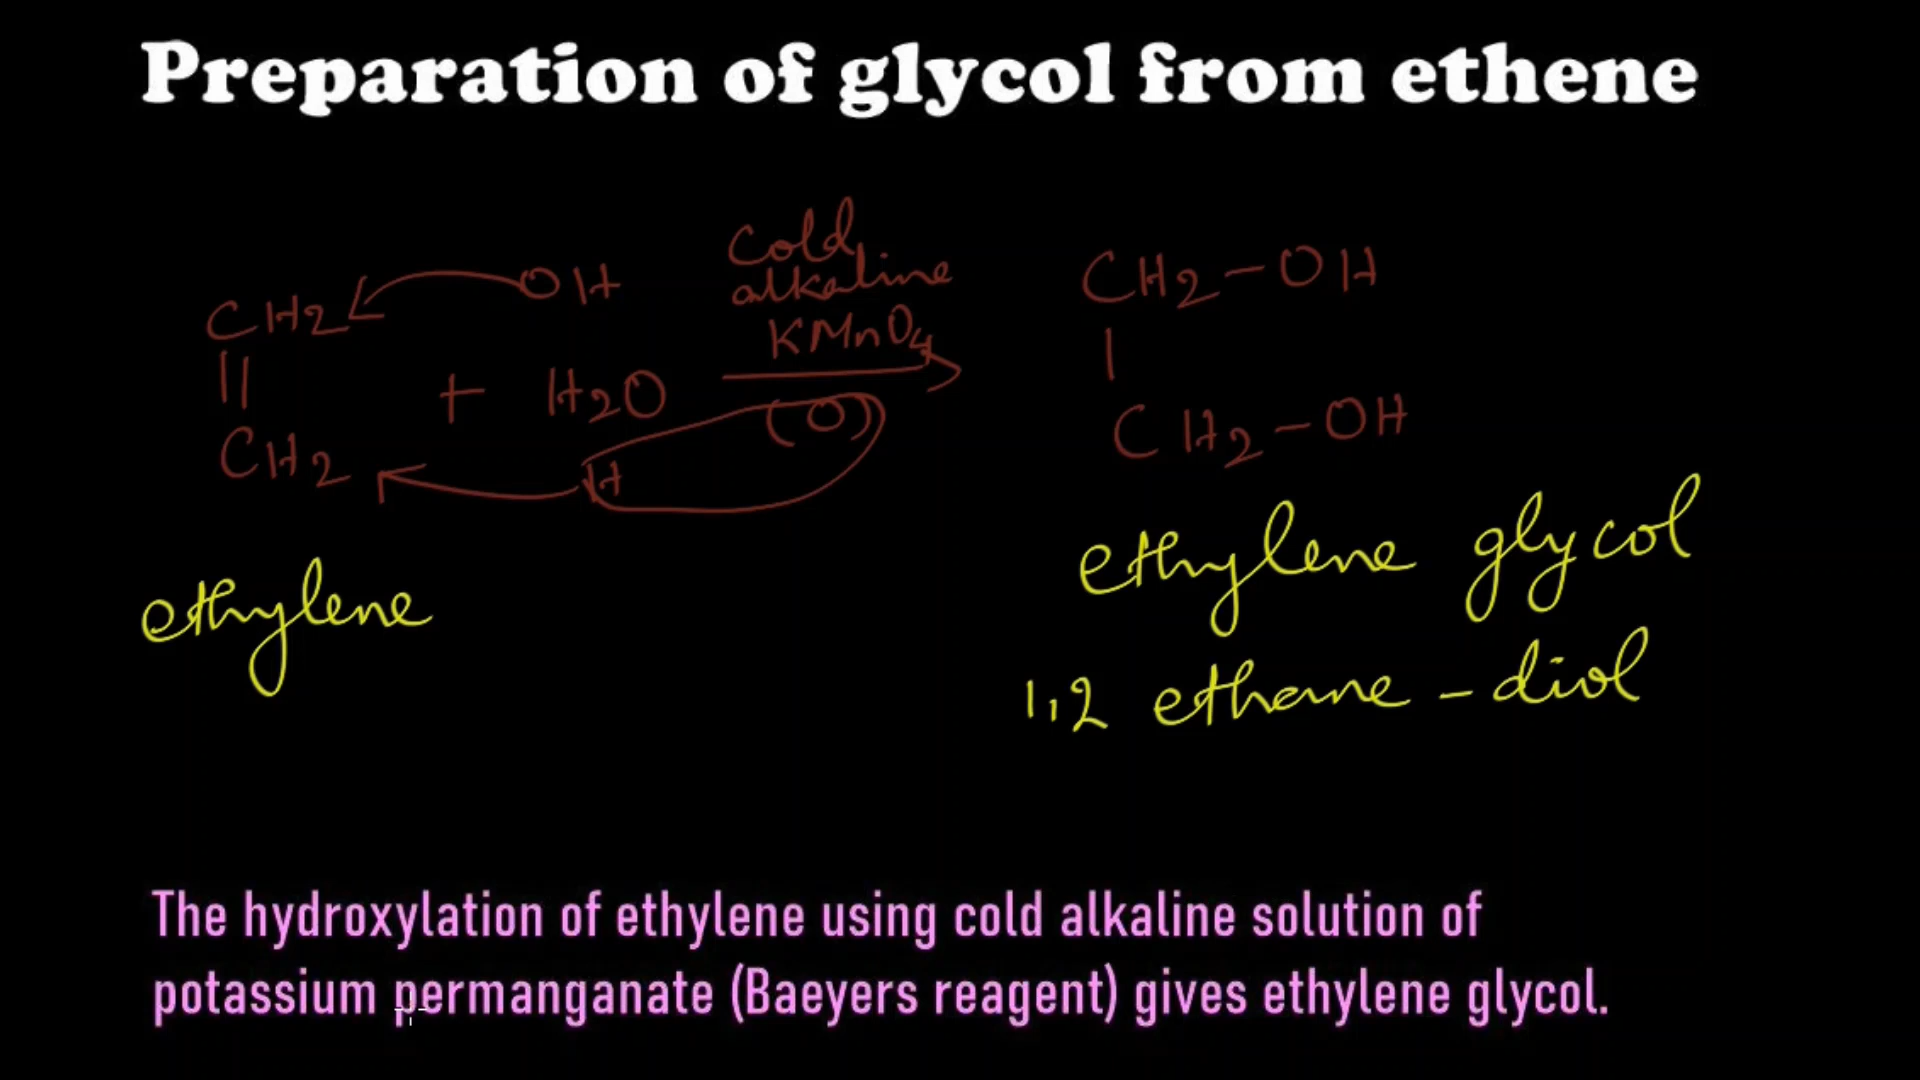 Preparation of glycol from ethene
Cold
alkaline
KMnO4
CH2 OH
||
+ H2O
(O)
CH2
H
CH2-OH
|
CH2-OH
ethylene
ethylene glycol
1,2 ethane-diol
The hydroxylation of ethylene using cold alkaline solution of
potassium permanganate (Baeyers reagent) gives ethylene glycol.